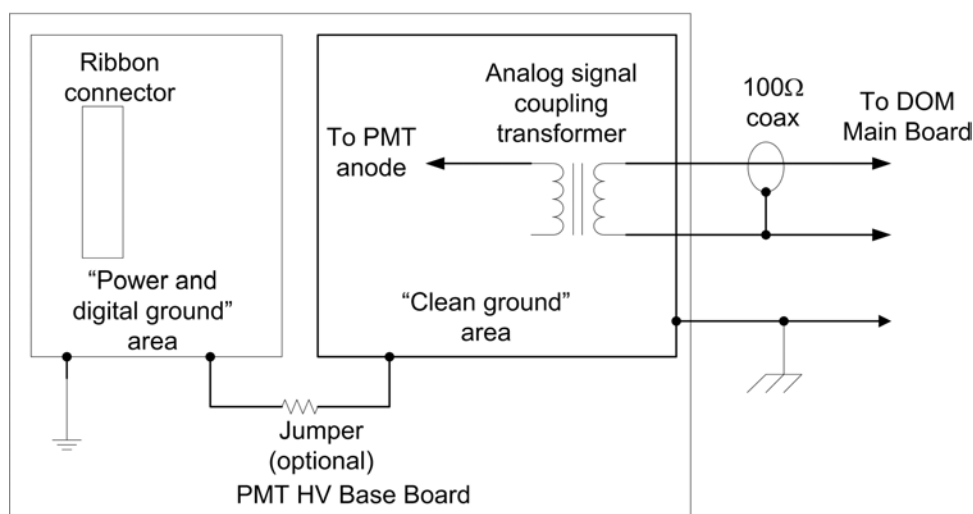 Ribbon
connector
“Power and
digital ground”
area
To PMT
anode
Analog signal
coupling
transformer
“Clean ground”
area
100Ω
coax
To DOM
Main Board
Jumper
(optional)
PMT HV Base Board